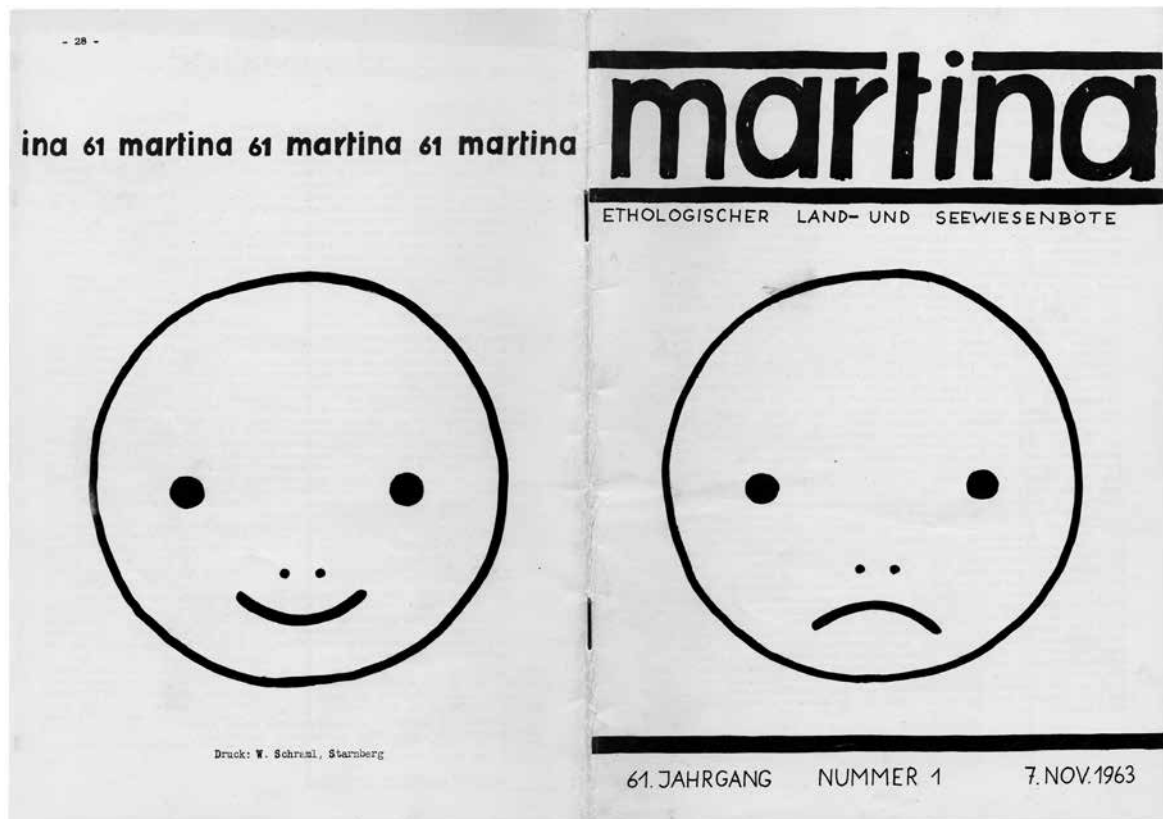 - 28 -
ina 61 martina 61 martina 61 martina
Druck: W. Schraml, Starnberg
martina
ETHOLOGISCHER LAND- UND SEEWIESENBOTE
61. JAHRGANG NUMMER 1 7. NOV. 1963